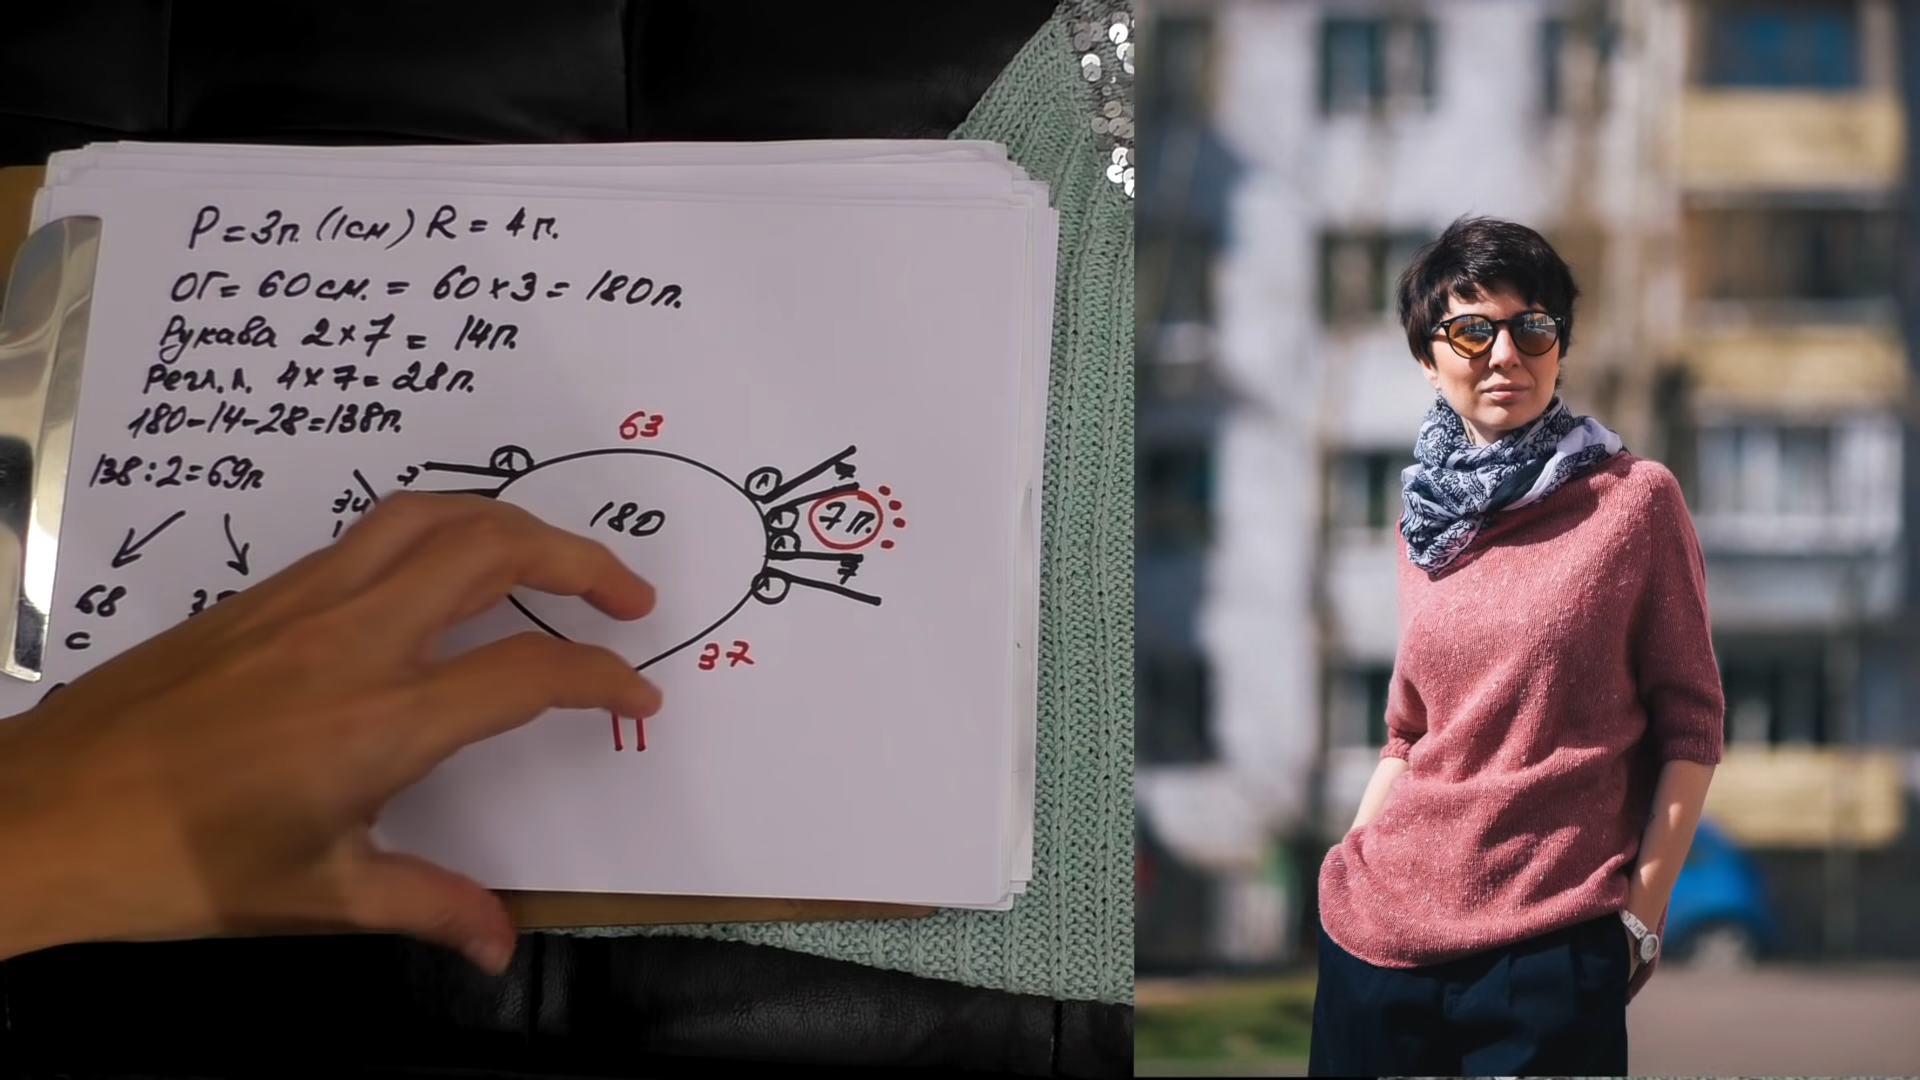 P=3п. (1см) R = 4п.
ОГ= 60см. = 60×3= 180п.
Рукава 2×7 = 14п.
Регл.л. 4×7=28п.
180-14-28=138п.
138:2=69п
63
7
180
7п.
7
37
68
с